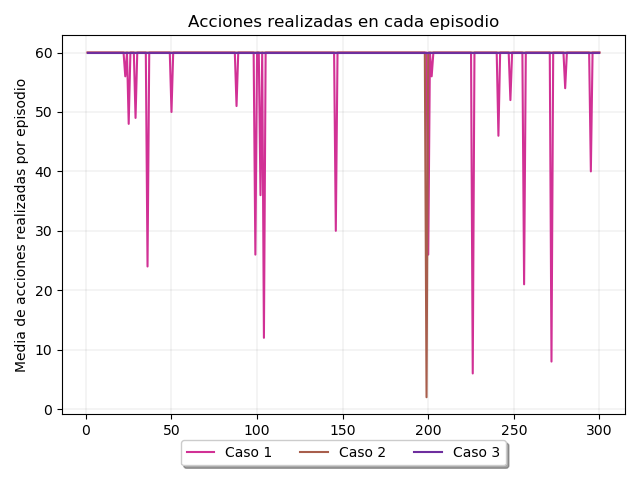 Acciones realizadas en cada episodio
Media de acciones realizadas por episodio
60
50
40
30
20
10
0
0 50 100 150 200 250 300
Caso 1 Caso 2 Caso 3